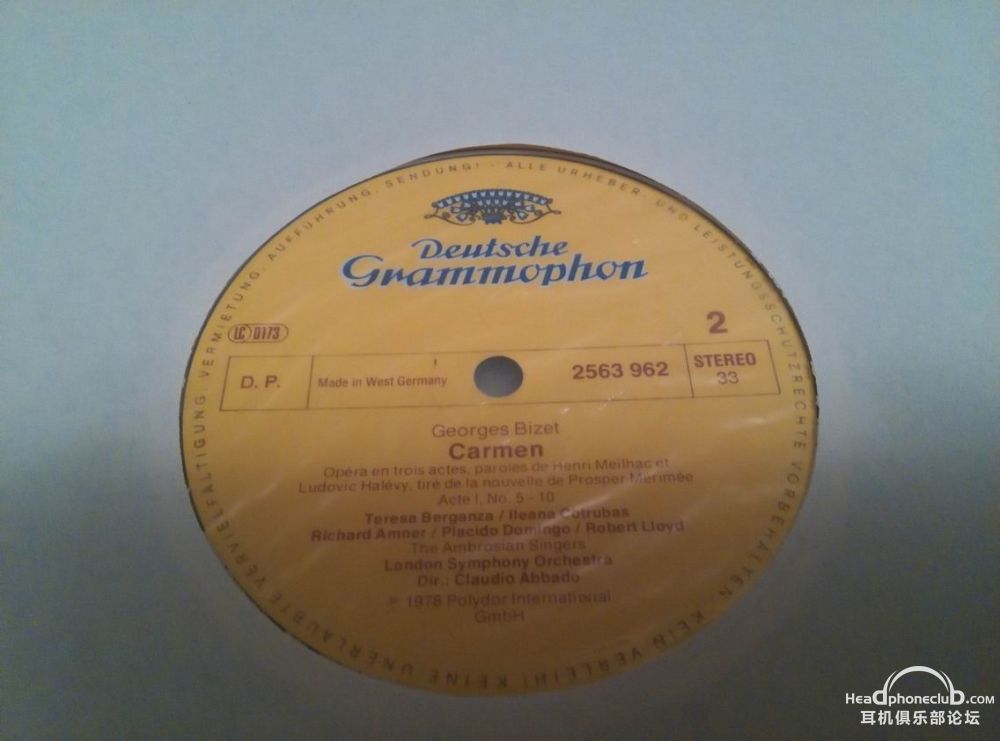 Deutsche
Grammophon
LC 0173
2
D. P.
Made in West Germany
2563 962
STEREO
33
Georges Bizet
Carmen
Opéra en trois actes, paroles de Henri Meilhac et
Ludovic Halévy, tiré de la nouvelle de Prosper Mérimée
Acte I, No. 5 - 10
Teresa Berganza / Ileana Cotrubas
Richard Amner / Placido Domingo / Robert Lloyd
The Ambrosian Singers
London Symphony Orchestra
Dir.: Claudio Abbado
℗ 1978 Polydor International
GmbH
ALLE URHEBER- UND LEISTUNGSSCHUTZRECHTE VORBEHALTEN · KEIN VERLEIH! KEINE UNERLAUBTE VERVIELFÄLTIGUNG, VERMIETUNG, AUFFÜHRUNG, SENDUNG! ·
Headphoneclub.com
耳机俱乐部论坛